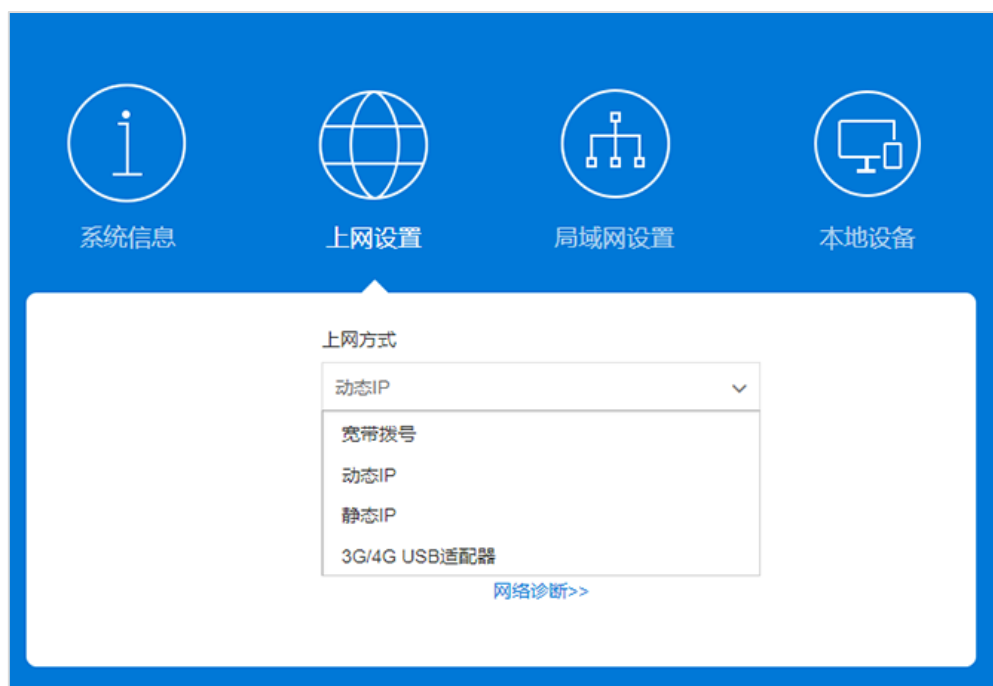 系统信息
上网设置
局域网设置
本地设备
上网方式
动态IP
宽带拨号
动态IP
静态IP
3G/4G USB适配器
网络诊断>>